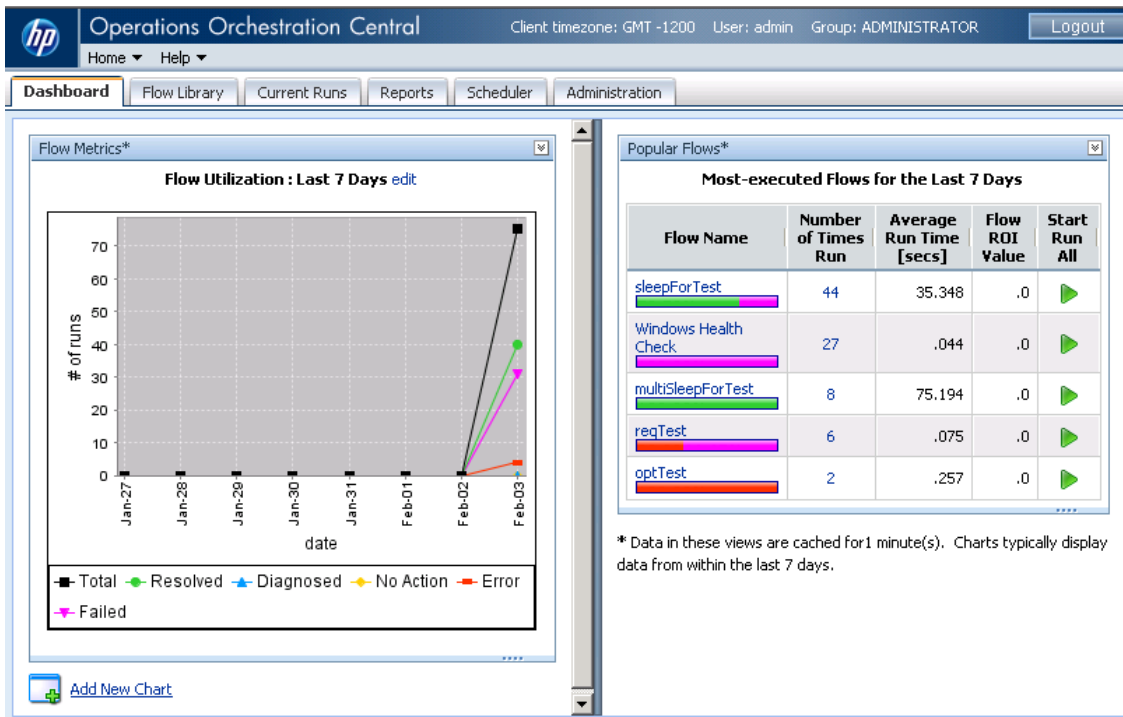 hp
Operations Orchestration Central
Client timezone: GMT -1200 User: admin Group: ADMINISTRATOR
Logout
Home Help
Dashboard Flow Library Current Runs Reports Scheduler Administration
Flow Metrics*
Flow Utilization : Last 7 Days edit
70
60
50
40
30
20
10
0
# of runs
Jan-27 Jan-28 Jan-29 Jan-30 Jan-31 Feb-01 Feb-02 Feb-03
date
Total Resolved Diagnosed No Action Error
Failed
Add New Chart
Popular Flows*
Most-executed Flows for the Last 7 Days
Flow Name Number of Times Run Average Run Time [secs] Flow ROI Value Start Run All
sleepForTest 44 35.348 .0
Windows Health Check 27 .044 .0
multiSleepForTest 8 75.194 .0
reqTest 6 .075 .0
optTest 2 .257 .0
* Data in these views are cached for1 minute(s). Charts typically display
data from within the last 7 days.